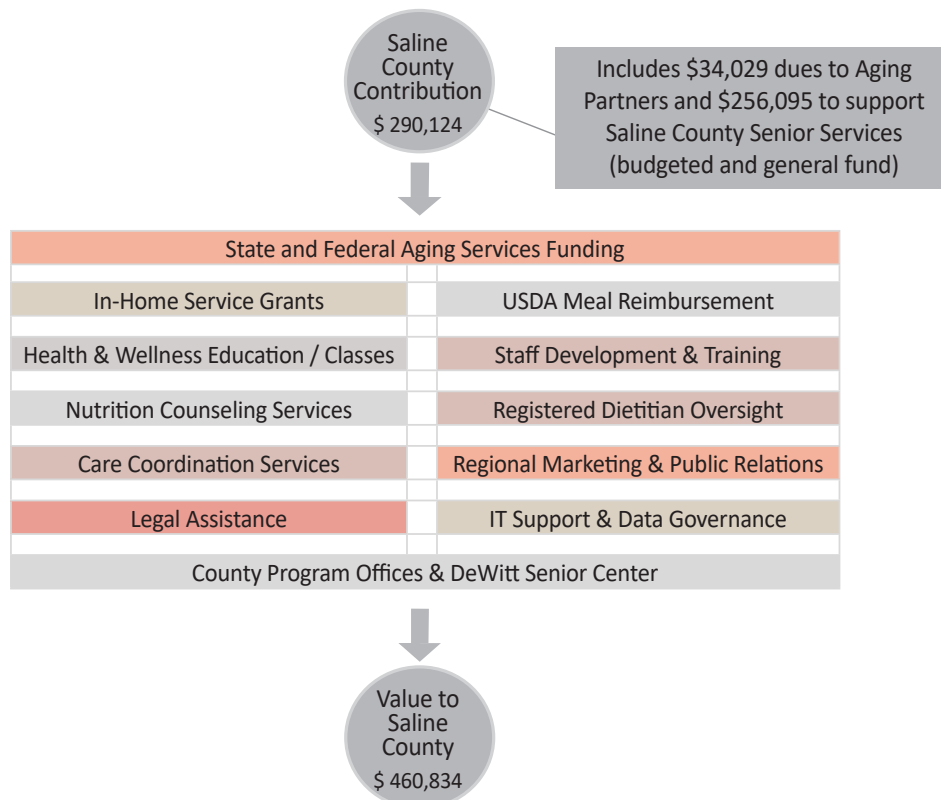 Saline
County
Contribution
$ 290,124
Includes $34,029 dues to Aging
Partners and $256,095 to support
Saline County Senior Services
(budgeted and general fund)
State and Federal Aging Services Funding
In-Home Service Grants
USDA Meal Reimbursement
Health & Wellness Education / Classes
Staff Development & Training
Nutrition Counseling Services
Registered Dietitian Oversight
Care Coordination Services
Regional Marketing & Public Relations
Legal Assistance
IT Support & Data Governance
County Program Offices & DeWitt Senior Center
Value to
Saline
County
$ 460,834